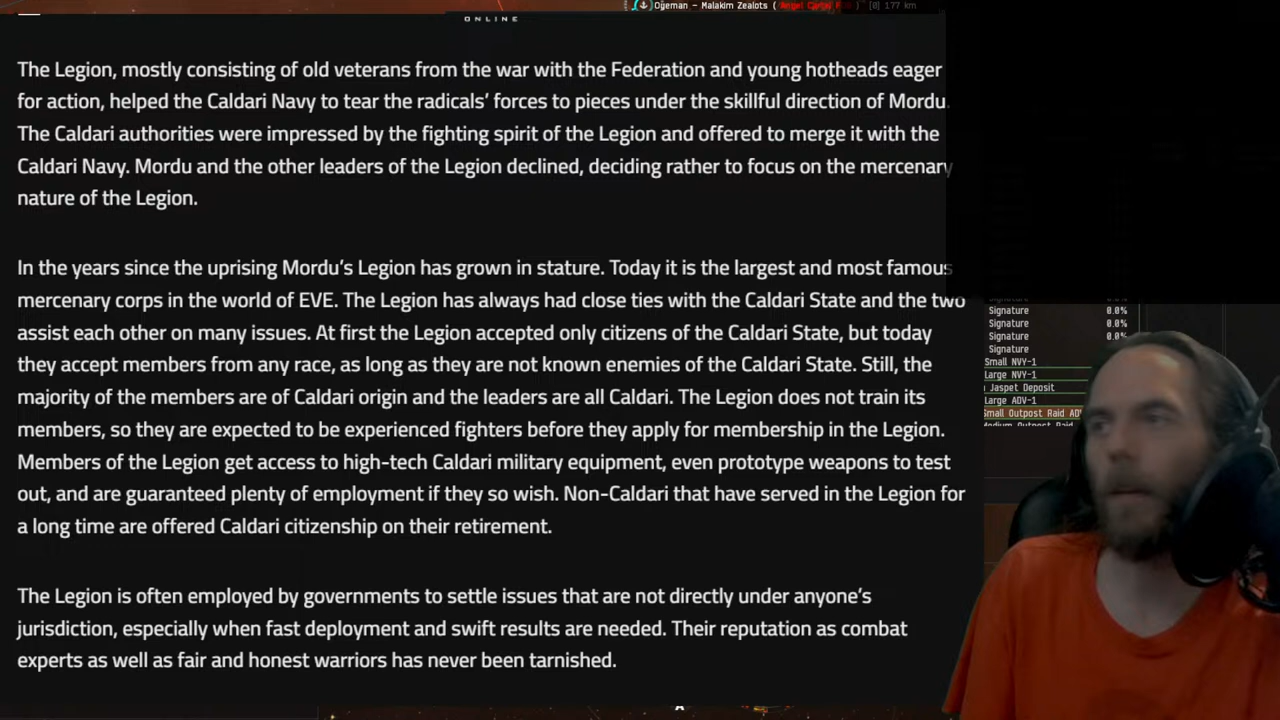 Ogeman - Malakim Zealots ( ) [0] 177 km
ONLINE
The Legion, mostly consisting of old veterans from the war with the Federation and young hotheads eager
for action, helped the Caldari Navy to tear the radicals' forces to pieces under the skillful direction of Mordu.
The Caldari authorities were impressed by the fighting spirit of the Legion and offered to merge it with the
Caldari Navy. Mordu and the other leaders of the Legion declined, deciding rather to focus on the mercenary
nature of the Legion.
In the years since the uprising Mordu's Legion has grown in stature. Today it is the largest and most famous
mercenary corps in the world of EVE. The Legion has always had close ties with the Caldari State and the two
assist each other on many issues. At first the Legion accepted only citizens of the Caldari State, but today
they accept members from any race, as long as they are not known enemies of the Caldari State. Still, the
majority of the members are of Caldari origin and the leaders are all Caldari. The Legion does not train its
members, so they are expected to be experienced fighters before they apply for membership in the Legion.
Members of the Legion get access to high-tech Caldari military equipment, even prototype weapons to test
out, and are guaranteed plenty of employment if they so wish. Non-Caldari that have served in the Legion for
a long time are offered Caldari citizenship on their retirement.
The Legion is often employed by governments to settle issues that are not directly under anyone's
jurisdiction, especially when fast deployment and swift results are needed. Their reputation as combat
experts as well as fair and honest warriors has never been tarnished.
Signature 0.0%
Signature 0.0%
Signature 0.0%
Signature
Small NVY-1
Large NVY-1
Jaspet Deposit
Large ADV-1
Small Outpost Raid
Medium Outpost Raid